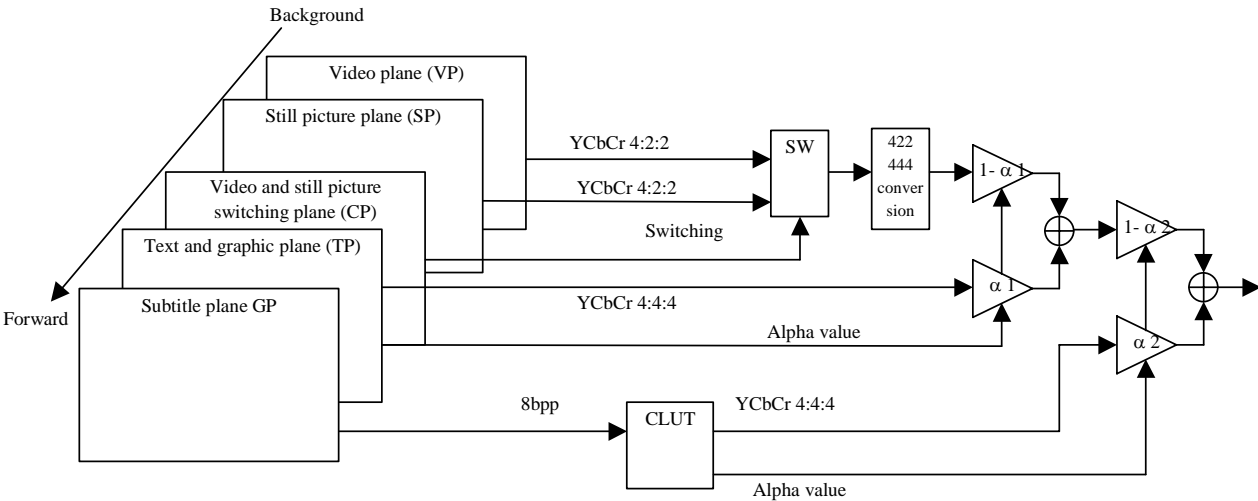 Background
Video plane (VP)
Still picture plane (SP)
Video and still picture
switching plane (CP)
Text and graphic plane (TP)
Subtitle plane GP
Forward
YCbCr 4:2:2
YCbCr 4:2:2
Switching
YCbCr 4:4:4
Alpha value
8bpp
CLUT
YCbCr 4:4:4
Alpha value
SW
422
444
conver
sion
1- α 1
α 1
1- α 2
α 2